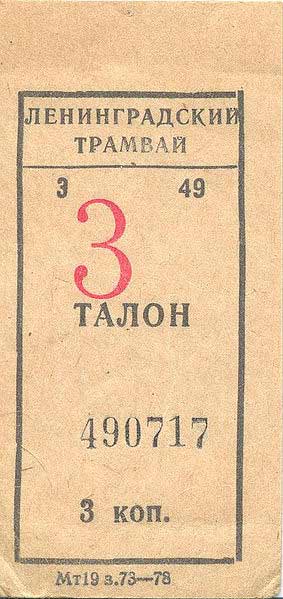 ЛЕНИНГРАДСКИЙ
ТРАМВАЙ
3 49
3
ТАЛОН
490717
3 коп.
Мт19 з.73—78